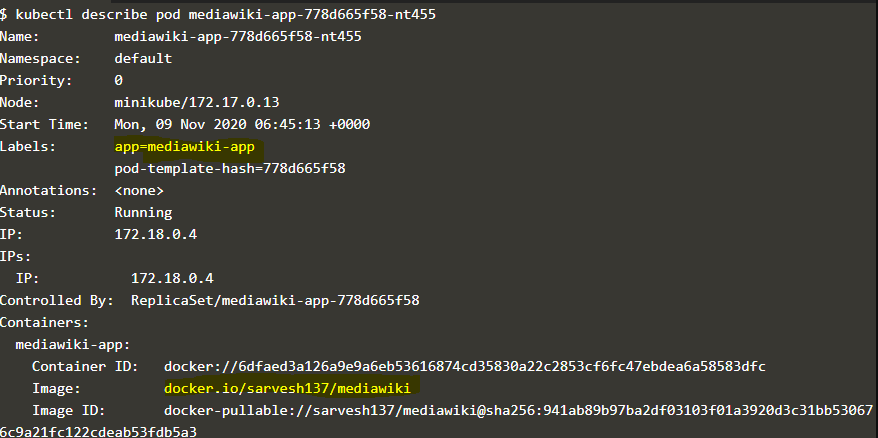 $ kubectl describe pod mediawiki-app-778d665f58-nt455
Name:         mediawiki-app-778d665f58-nt455
Namespace:    default
Priority:     0
Node:         minikube/172.17.0.13
Start Time:   Mon, 09 Nov 2020 06:45:13 +0000
Labels:       app=mediawiki-app
              pod-template-hash=778d665f58
Annotations:  <none>
Status:       Running
IP:           172.18.0.4
IPs:
  IP:           172.18.0.4
Controlled By:  ReplicaSet/mediawiki-app-778d665f58
Containers:
  mediawiki-app:
    Container ID:   docker://6dfaed3a126a9e9a6eb53616874cd35830a22c2853cf6fc47ebdea6a58583dfc
    Image:          docker.io/sarvesh137/mediawiki
    Image ID:       docker-pullable://sarvesh137/mediawiki@sha256:941ab89b97ba2df03103f01a3920d3c31bb53067
6c9a21fc122cdeab53fdb5a3